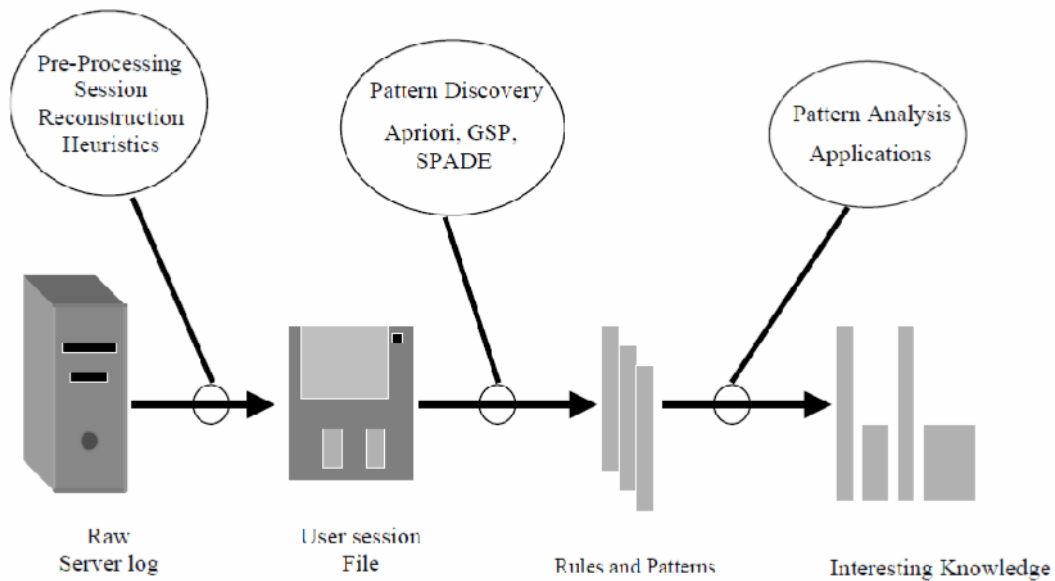 Pre-Processing
Session
Reconstruction
Heuristics
Pattern Discovery
Apriori, GSP,
SPADE
Pattern Analysis
Applications
Raw
Server log
User session
File
Rules and Patterns
Interesting Knowledge